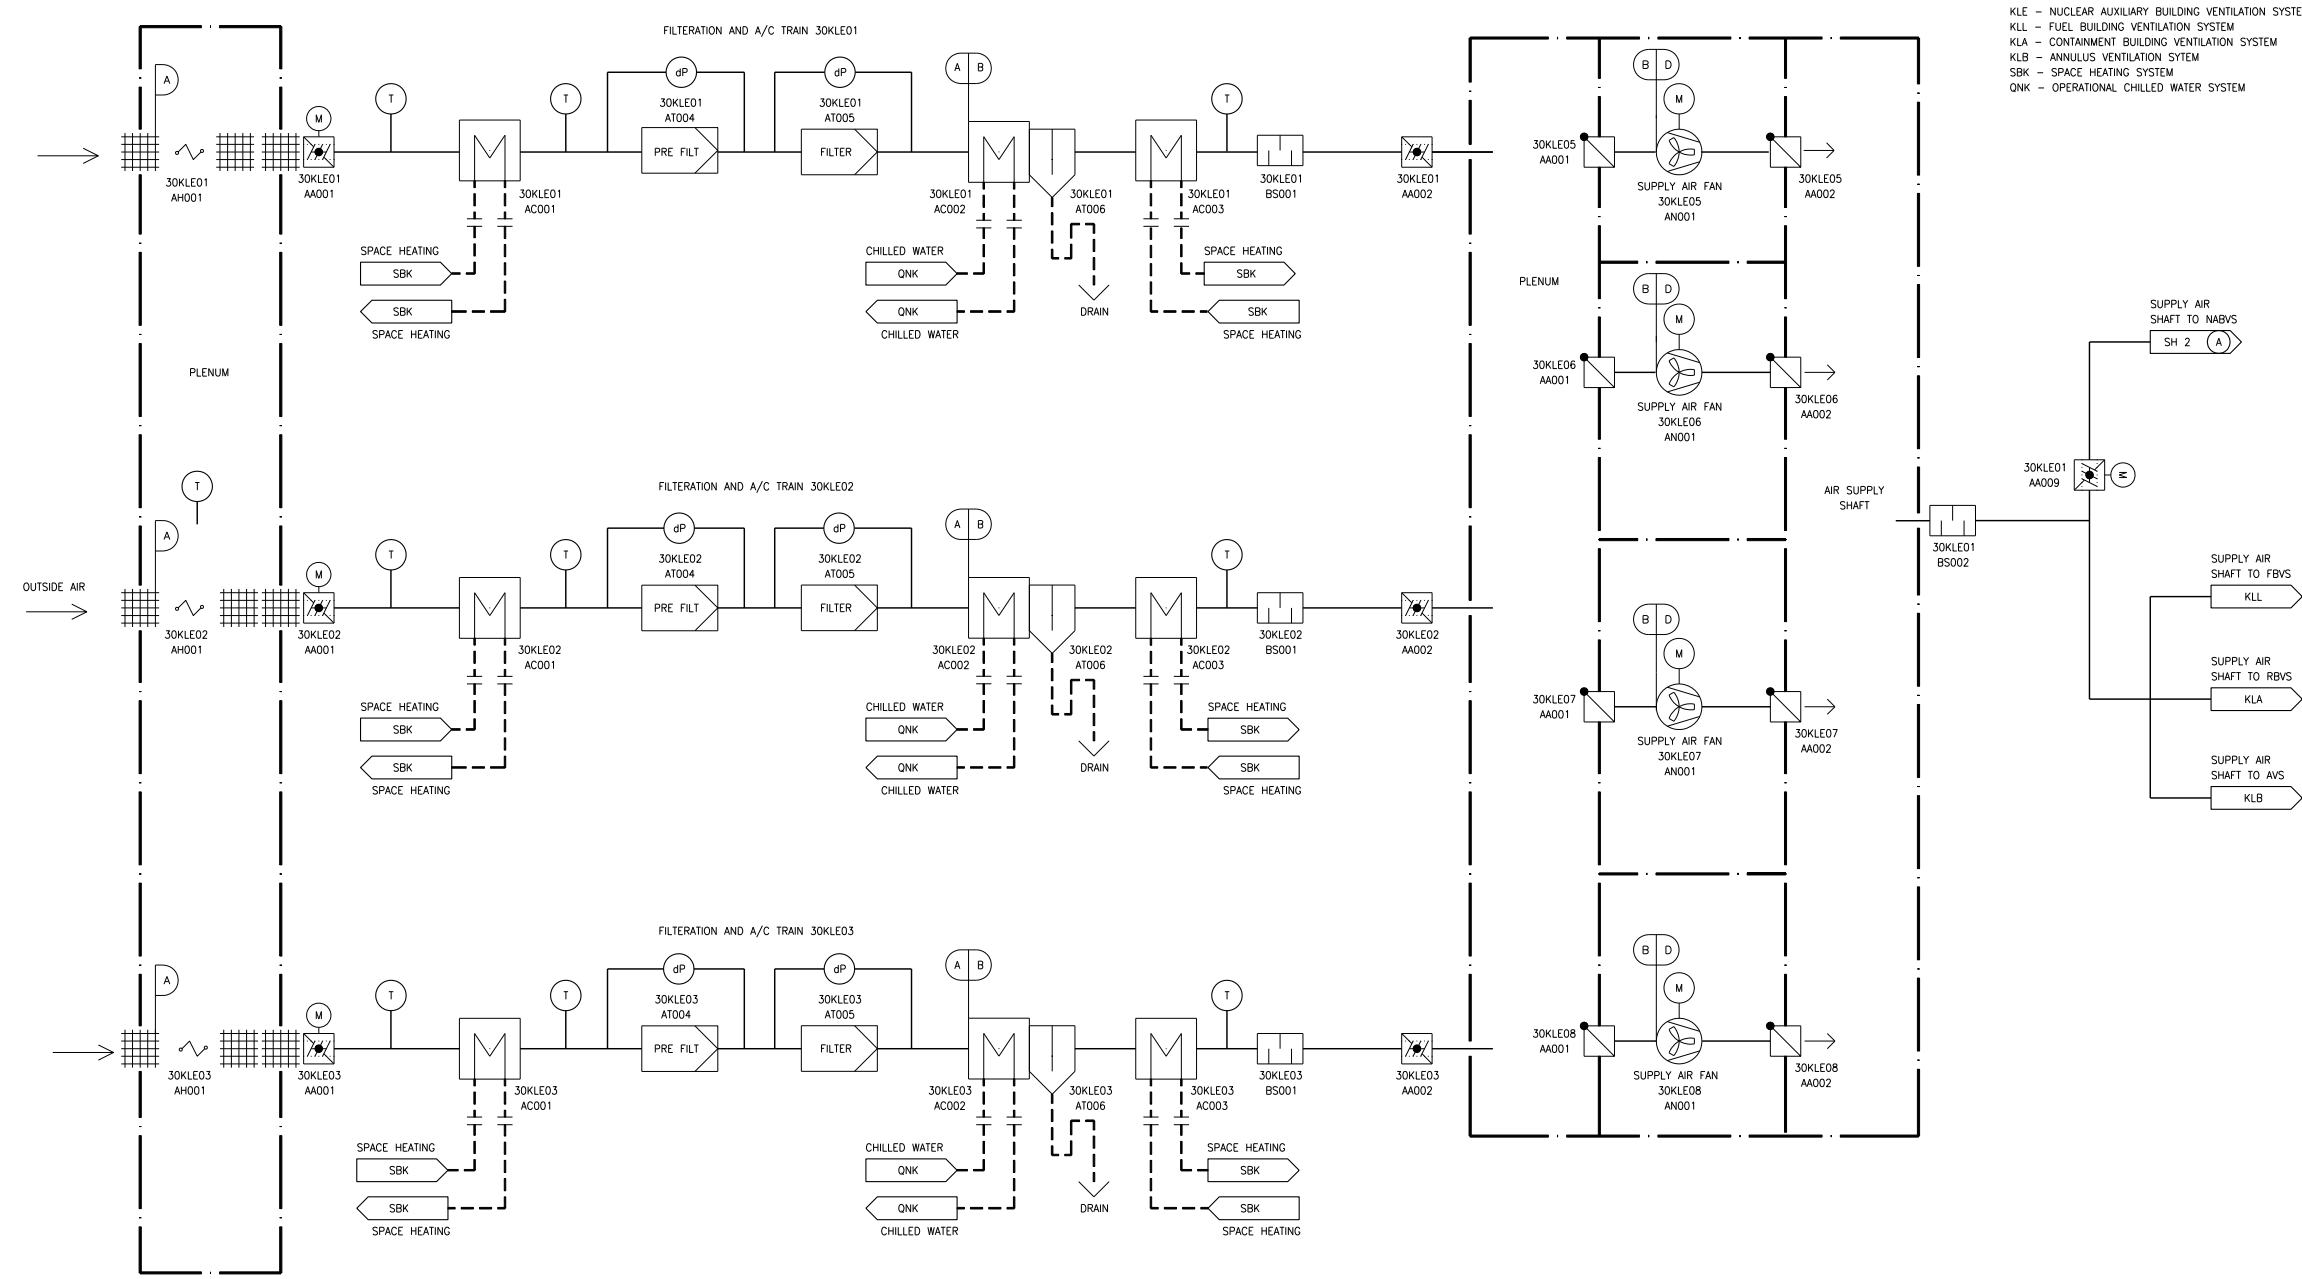 KLE – NUCLEAR AUXILIARY BUILDING VENTILATION SYSTE
KLL – FUEL BUILDING VENTILATION SYSTEM
KLA – CONTAINMENT BUILDING VENTILATION SYSTEM
KLB – ANNULUS VENTILATION SYTEM
SBK – SPACE HEATING SYSTEM
QNK – OPERATIONAL CHILLED WATER SYSTEM
FILTERATION AND A/C TRAIN 30KLE01
A
M
T
T
dP
dP
A B
T
30KLE01
AT004
30KLE01
AT005
PRE FILT
FILTER
30KLE01
AH001
30KLE01
AA001
30KLE01
AC001
30KLE01
AC002
30KLE01
AT006
30KLE01
AC003
30KLE01
BS001
30KLE01
AA002
SPACE HEATING
SBK
SBK
SPACE HEATING
CHILLED WATER
QNK
QNK
CHILLED WATER
DRAIN
SPACE HEATING
SBK
SBK
SPACE HEATING
PLENUM
FILTERATION AND A/C TRAIN 30KLE02
T
A
OUTSIDE AIR
M
T
T
dP
dP
A B
T
30KLE02
AT004
30KLE02
AT005
PRE FILT
FILTER
30KLE02
AH001
30KLE02
AA001
30KLE02
AC001
30KLE02
AC002
30KLE02
AT006
30KLE02
AC003
30KLE02
BS001
30KLE02
AA002
SPACE HEATING
SBK
SBK
SPACE HEATING
CHILLED WATER
QNK
QNK
CHILLED WATER
DRAIN
SPACE HEATING
SBK
SBK
SPACE HEATING
FILTERATION AND A/C TRAIN 30KLE03
A
M
T
T
dP
dP
A B
T
30KLE03
AT004
30KLE03
AT005
PRE FILT
FILTER
30KLE03
AH001
30KLE03
AA001
30KLE03
AC001
30KLE03
AC002
30KLE03
AT006
30KLE03
AC003
30KLE03
BS001
30KLE03
AA002
SPACE HEATING
SBK
SBK
SPACE HEATING
CHILLED WATER
QNK
QNK
CHILLED WATER
DRAIN
SPACE HEATING
SBK
SBK
SPACE HEATING
PLENUM
B D
M
30KLE05
AA001
SUPPLY AIR FAN
30KLE05
AN001
30KLE05
AA002
B D
M
30KLE06
AA001
SUPPLY AIR FAN
30KLE06
AN001
30KLE06
AA002
B D
M
30KLE07
AA001
SUPPLY AIR FAN
30KLE07
AN001
30KLE07
AA002
B D
M
30KLE08
AA001
SUPPLY AIR FAN
30KLE08
AN001
30KLE08
AA002
AIR SUPPLY
SHAFT
30KLE01
BS002
30KLE01
AA009
M
SUPPLY AIR
SHAFT TO NABVS
SH 2 A
SUPPLY AIR
SHAFT TO FBVS
KLL
SUPPLY AIR
SHAFT TO RBVS
KLA
SUPPLY AIR
SHAFT TO AVS
KLB